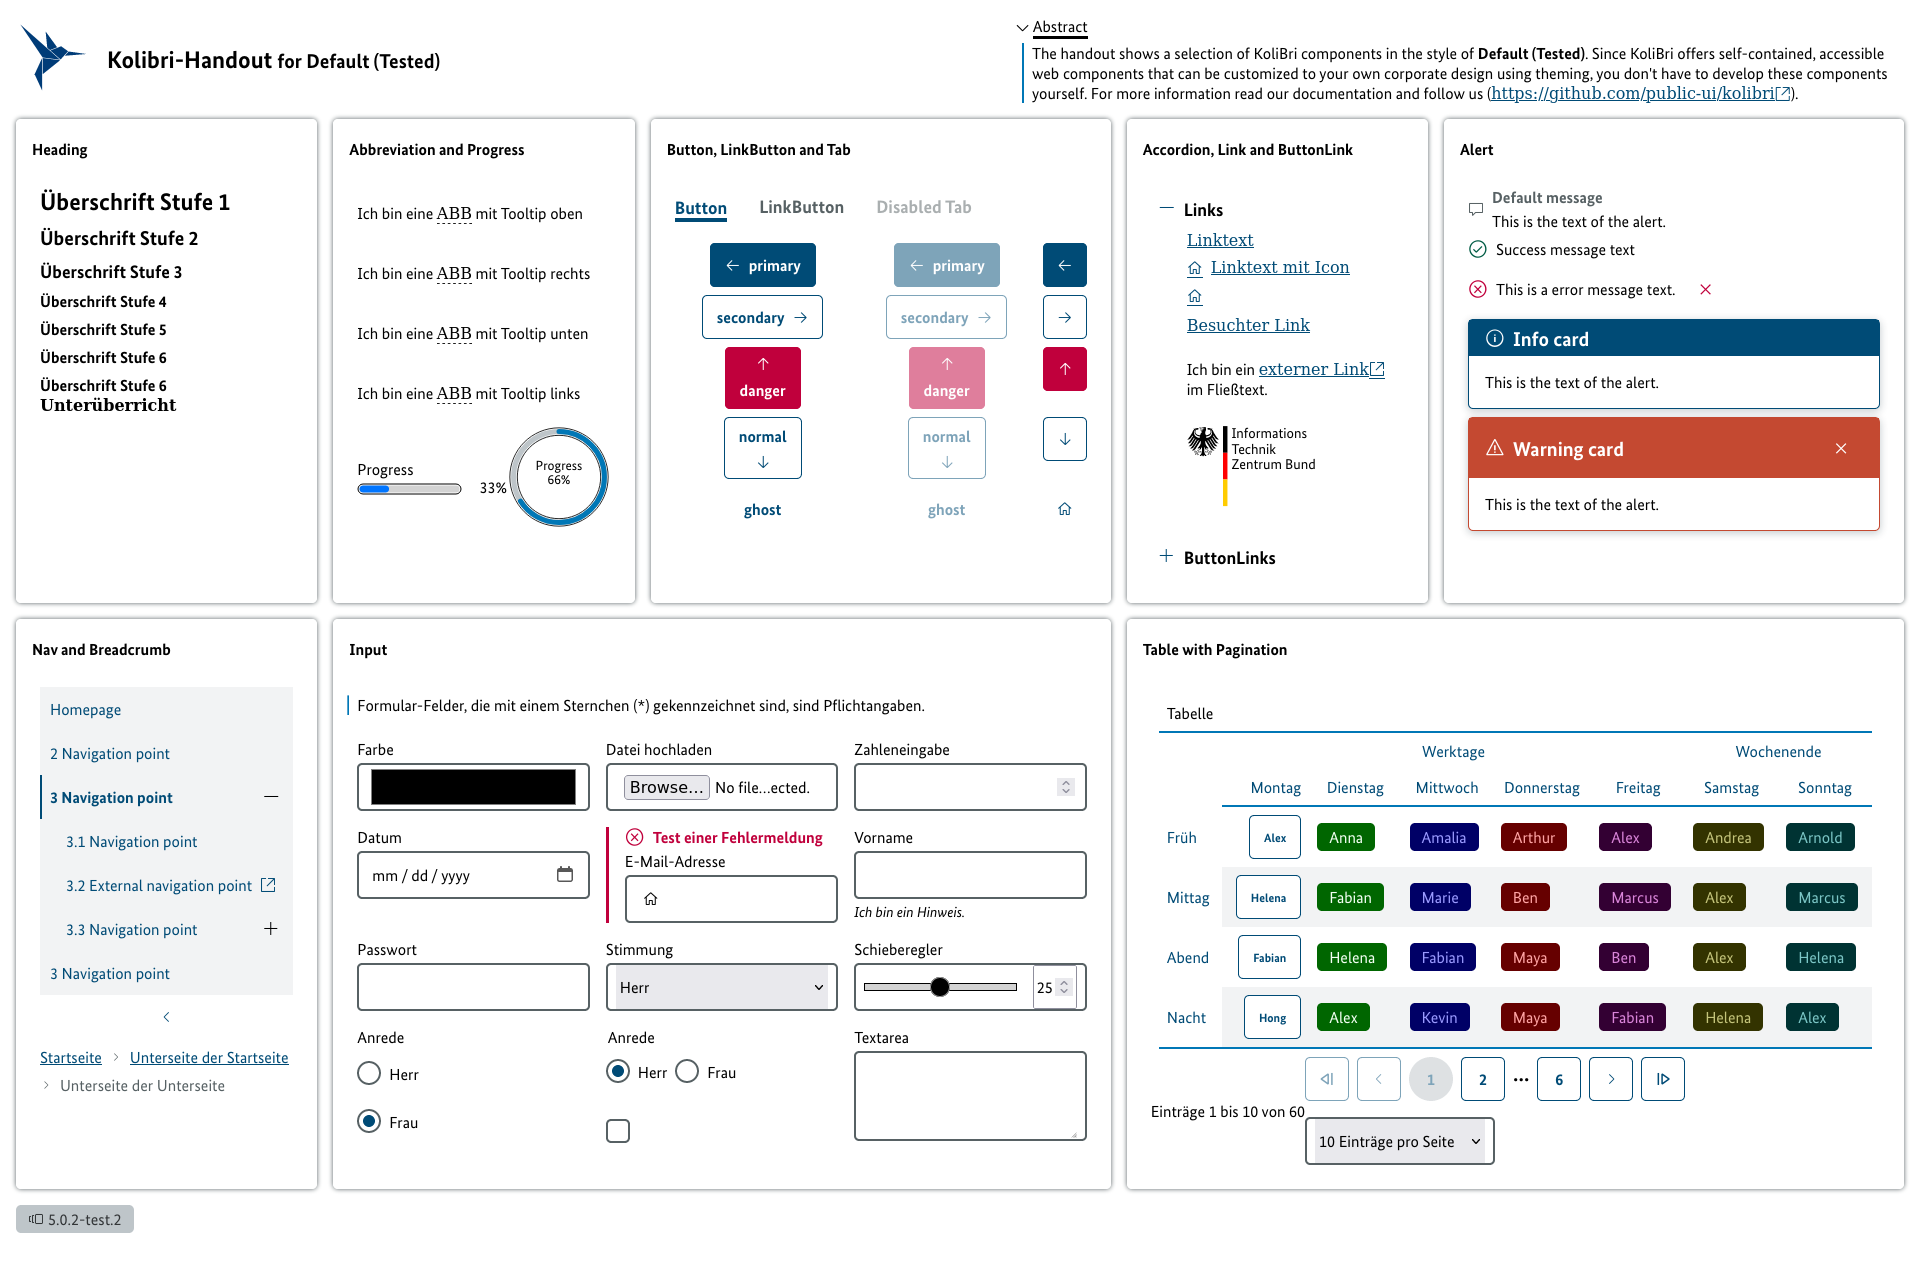 Kolibri-Handout for Default (Tested)
Abstract
The handout shows a selection of KoliBri components in the style of Default (Tested). Since KoliBri offers self-contained, accessible
web components that can be customized to your own corporate design using theming, you don't have to develop these components
yourself. For more information read our documentation and follow us (https://github.com/public-ui/kolibri).
Heading
Überschrift Stufe 1
Überschrift Stufe 2
Überschrift Stufe 3
Überschrift Stufe 4
Überschrift Stufe 5
Überschrift Stufe 6
Überschrift Stufe 6
Unterüberricht
Abbreviation and Progress
Ich bin eine ABB mit Tooltip oben
Ich bin eine ABB mit Tooltip rechts
Ich bin eine ABB mit Tooltip unten
Ich bin eine ABB mit Tooltip links
Progress
33%
Progress
66%
Button, LinkButton and Tab
Button LinkButton Disabled Tab
primary primary
secondary secondary
danger danger
normal normal
ghost ghost
Accordion, Link and ButtonLink
Links
Linktext
Linktext mit Icon
Besuchter Link
Ich bin ein externer Link
im Fließtext.
Informations
Technik
Zentrum Bund
ButtonLinks
Alert
Default message
This is the text of the alert.
Success message text
This is a error message text.
Info card
This is the text of the alert.
Warning card
This is the text of the alert.
Nav and Breadcrumb
Homepage
2 Navigation point
3 Navigation point
3.1 Navigation point
3.2 External navigation point
3.3 Navigation point
3 Navigation point
Startseite Unterseite der Startseite
Unterseite der Unterseite
Input
Formular-Felder, die mit einem Sternchen (*) gekennzeichnet sind, sind Pflichtangaben.
Farbe Datei hochladen Zahleneingabe
Browse... No file...ected.
Datum
mm / dd / yyyy
Test einer Fehlermeldung
E-Mail-Adresse
Vorname
Ich bin ein Hinweis.
Passwort Stimmung Schieberegler
Herr 25
Anrede
Herr
Frau
Anrede
Herr Frau
Textarea
Table with Pagination
Tabelle
Werktage Wochenende
Montag Dienstag Mittwoch Donnerstag Freitag Samstag Sonntag
Früh Alex Anna Amalia Arthur Alex Andrea Arnold
Mittag Helena Fabian Marie Ben Marcus Alex Marcus
Abend Fabian Helena Fabian Maya Ben Alex Helena
Nacht Hong Alex Kevin Maya Fabian Helena Alex
1 2 ••• 6
Einträge 1 bis 10 von 60
10 Einträge pro Seite
5.0.2-test.2